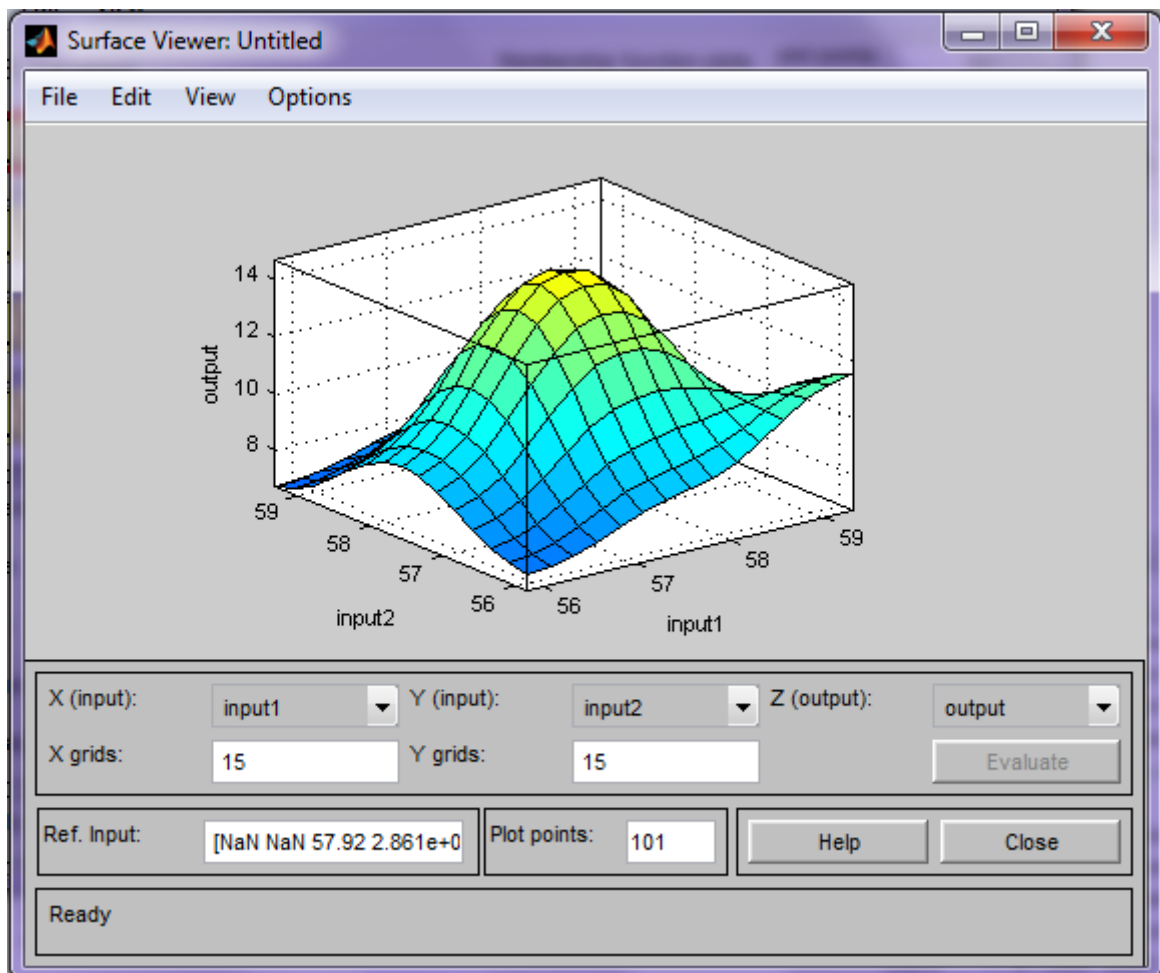 Surface Viewer: Untitled
File Edit View Options
14
12
10
8
output
59
58
57
56
input2
56
57
58
59
input1
X (input): input1 Y (input): input2 Z (output): output
X grids: 15 Y grids: 15 Evaluate
Ref. Input: [NaN NaN 57.92 2.861e+0 Plot points: 101 Help Close
Ready